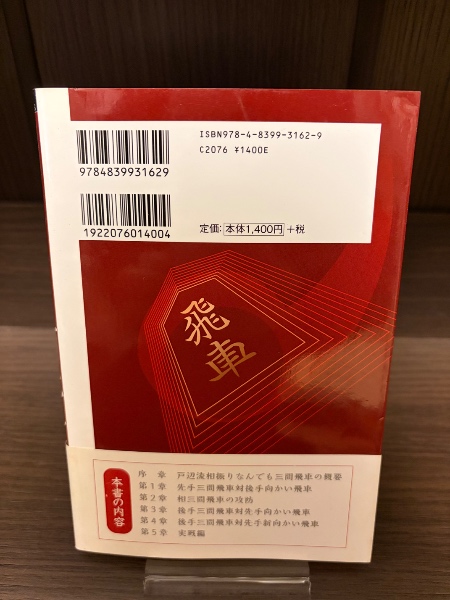 ISBN978-4-8399-3162-9
C2076 ¥1400E
9784839931629
1922076014004
定価:本体1,400円+税
飛車
本書の内容
序 章 戸辺流相振りなんでも三間飛車の概要
第1章 先手三間飛車対後手向かい飛車
第2章 相三間飛車の攻防
第3章 後手三間飛車対先手向かい飛車
第4章 後手三間飛車対先手斜向かい飛車
第5章 実戦編